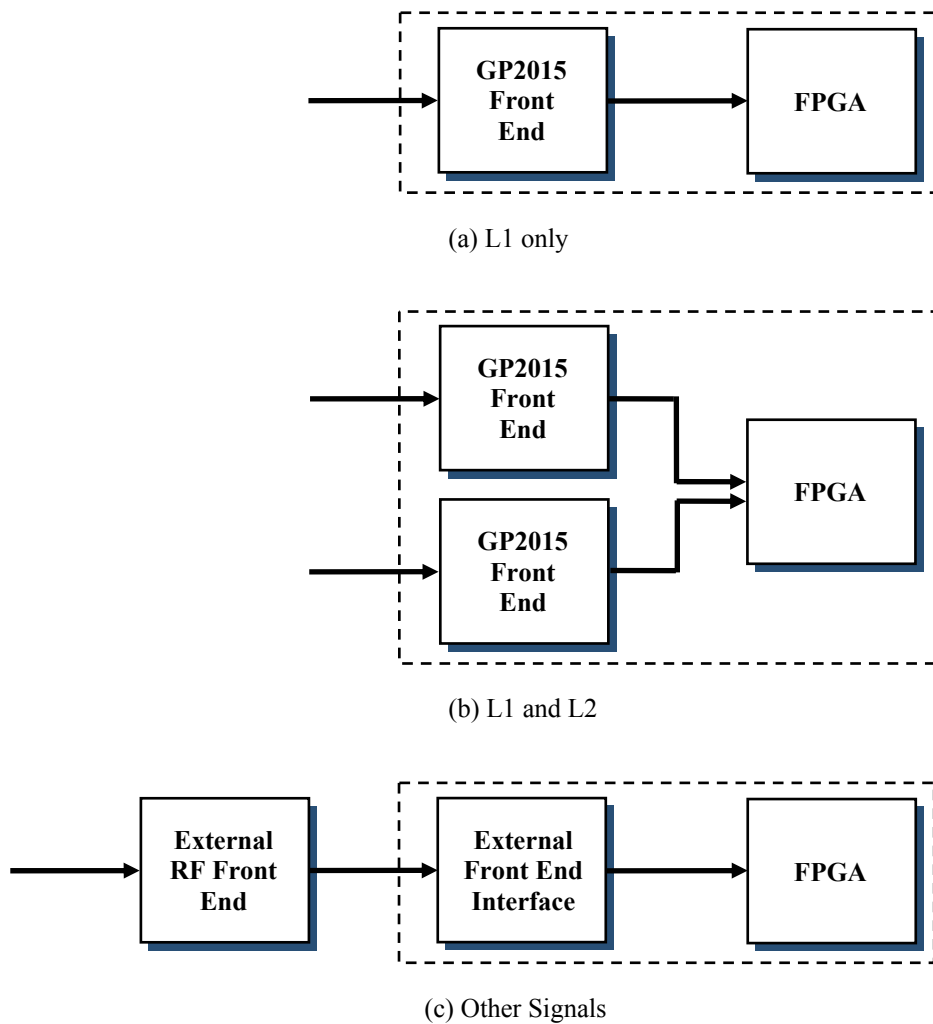 GP2015
Front
End
FPGA
(a) L1 only
GP2015
Front
End
FPGA
GP2015
Front
End
(b) L1 and L2
External
RF Front
End
External
Front End
Interface
FPGA
(c) Other Signals